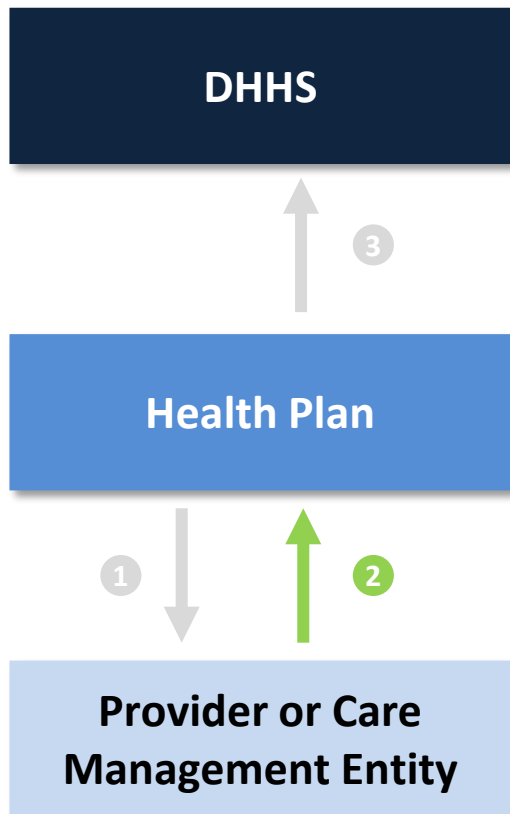 DHHS
3
Health Plan
1
2
Provider or Care
Management Entity